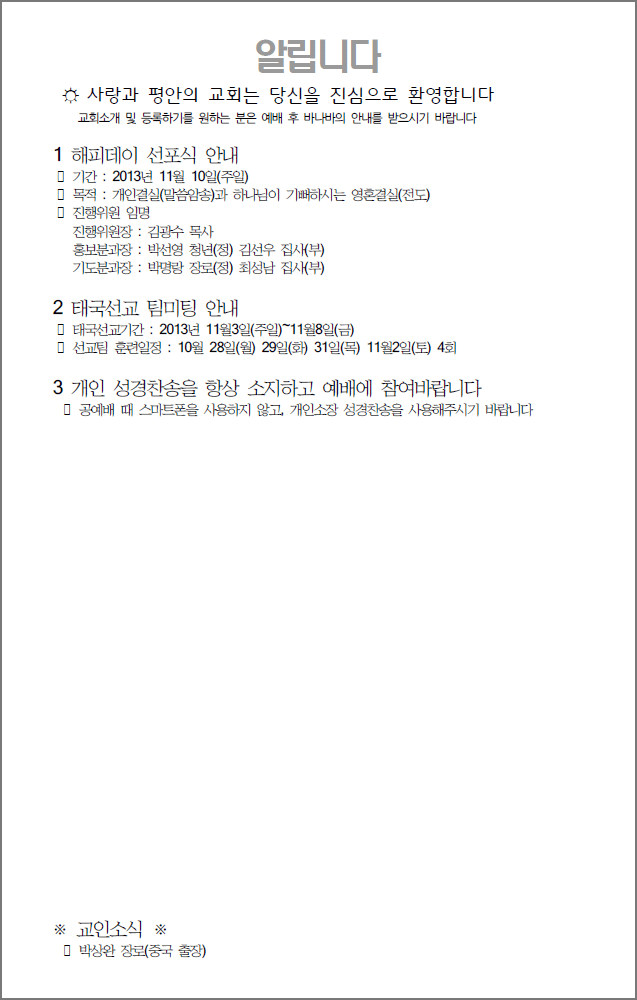 알립니다
☼ 사랑과 평안의 교회는 당신을 진심으로 환영합니다
교회소개 및 등록하기를 원하는 분은 예배 후 바나바의 안내를 받으시기 바랍니다
1 해피데이 선포식 안내
▯ 기간 : 2013년 11월 10일(주일)
▯ 목적 : 개인결실(말씀암송)과 하나님이 기뻐하시는 영혼결실(전도)
▯ 진행위원 임명
진행위원장 : 김광수 목사
홍보분과장 : 박선영 청년(정) 김선우 집사(부)
기도분과장 : 박명랑 장로(정) 최성남 집사(부)
2 태국선교 팀미팅 안내
▯ 태국선교기간 : 2013년 11월3일(주일)~11월8일(금)
▯ 선교팀 훈련일정 : 10월 28일(월) 29일(화) 31일(목) 11월2일(토) 4회
3 개인 성경찬송을 항상 소지하고 예배에 참여바랍니다
▯ 공예배 때 스마트폰을 사용하지 않고, 개인소장 성경찬송을 사용해주시기 바랍니다
※ 교인소식 ※
▯ 박상완 장로(중국 출장)